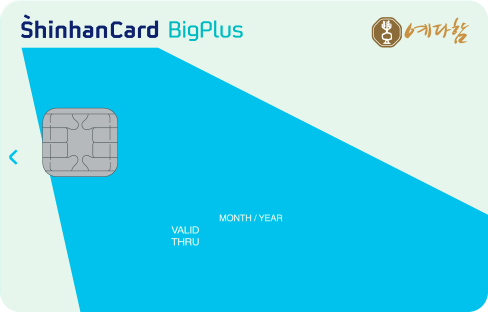 ShinhanCard BigPlus
예다함
MONTH / YEAR
VALID
THRU